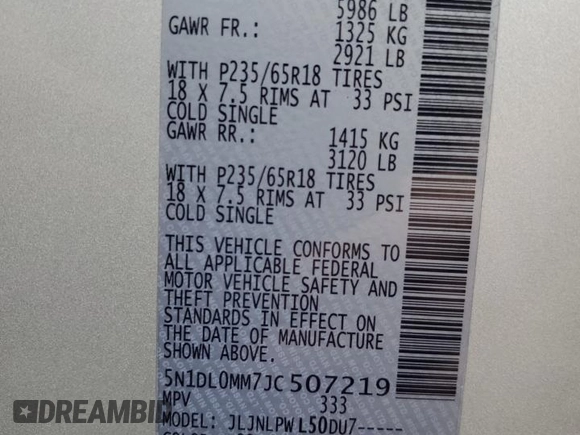 5986 LB
GAWR FR.: 1325 KG
2921 LB
WITH P235/65R18 TIRES
18 X 7.5 RIMS AT 33 PSI
COLD SINGLE
GAWR RR.: 1415 KG
3120 LB
WITH P235/65R18 TIRES
18 X 7.5 RIMS AT 33 PSI
COLD SINGLE
THIS VEHICLE CONFORMS TO
ALL APPLICABLE FEDERAL
MOTOR VEHICLE SAFETY AND
THEFT PREVENTION
STANDARDS IN EFFECT ON
THE DATE OF MANUFACTURE
SHOWN ABOVE.
5N1DL0MM7JC507219
MPV 333
MODEL: JLJNLPWL50DU7-----
DREAMBID.com